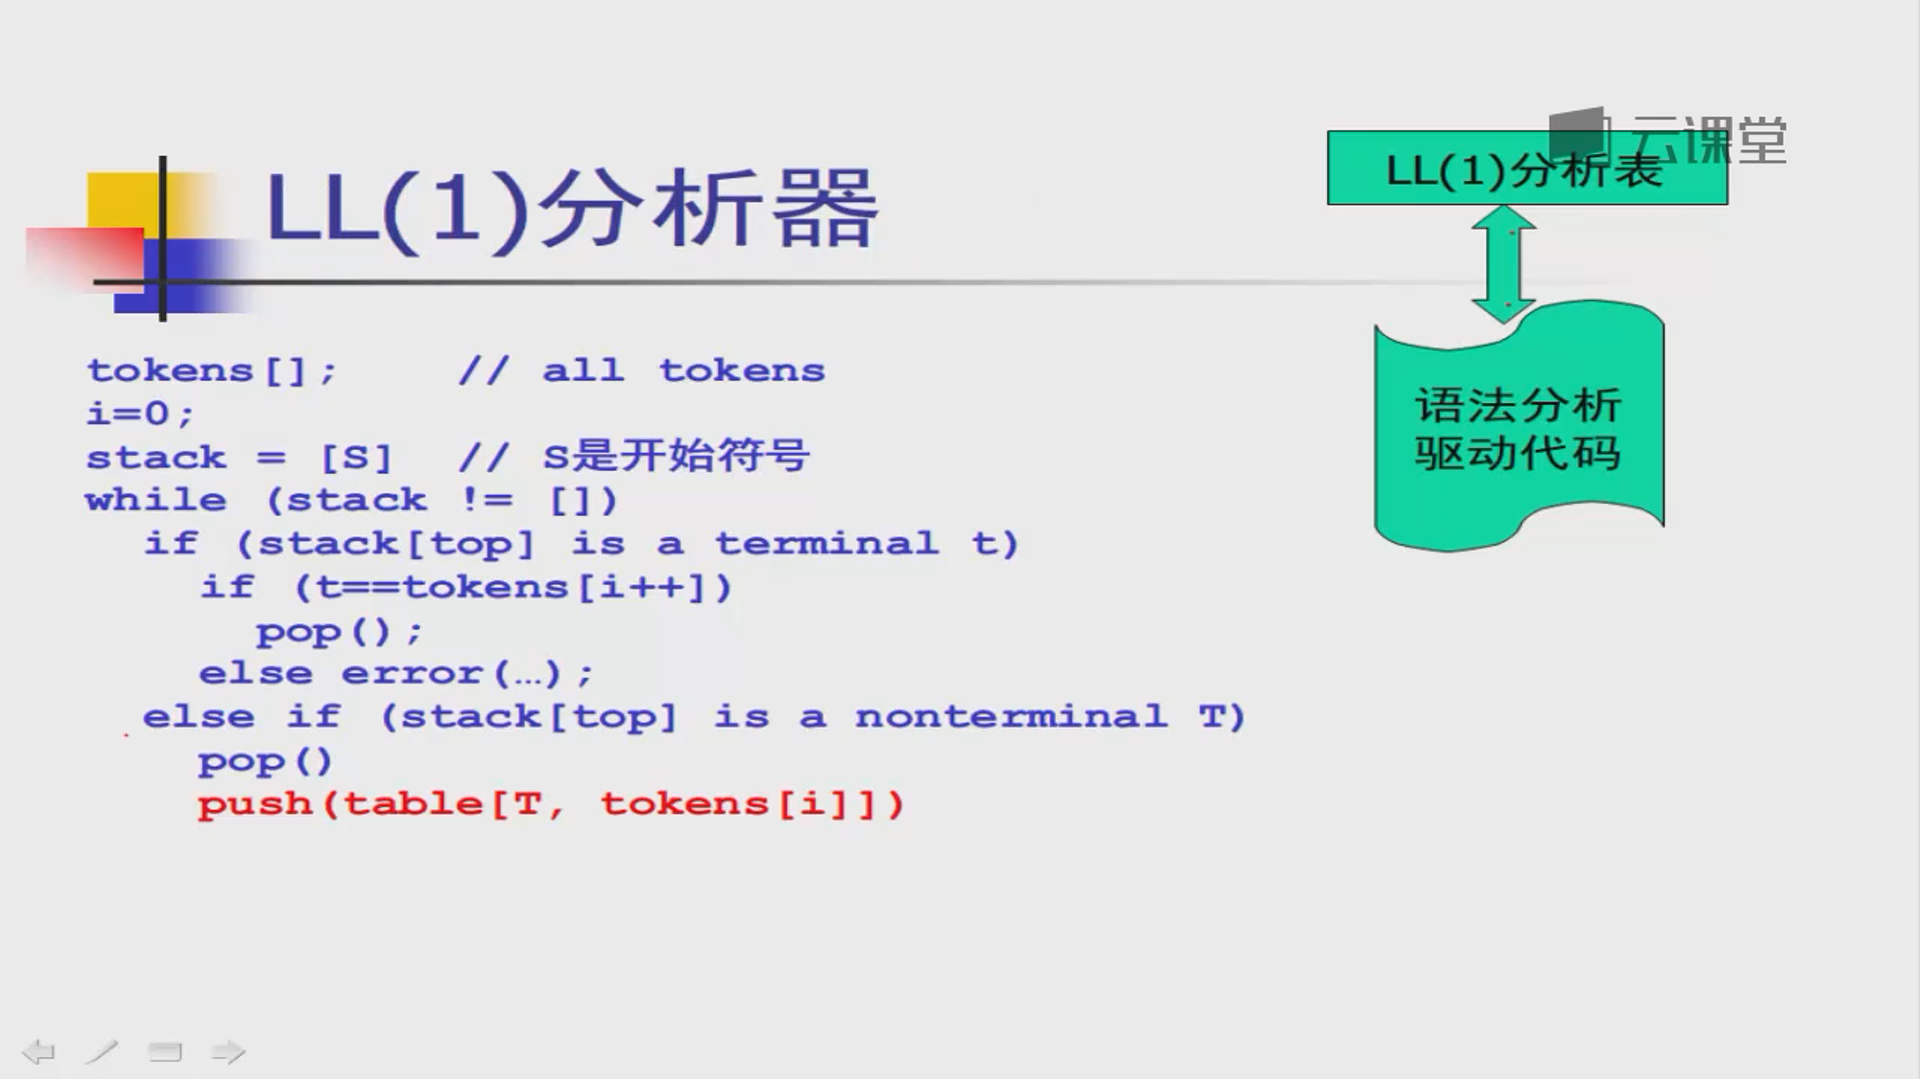 云课堂
LL(1)分析表
LL(1)分析器
语法分析
驱动代码
tokens[];    // all tokens
i=0;
stack = [S]  // S是开始符号
while (stack != [])
  if (stack[top] is a terminal t)
    if (t==tokens[i++])
      pop();
    else error(…);
  else if (stack[top] is a nonterminal T)
    pop()
    push(table[T, tokens[i]])